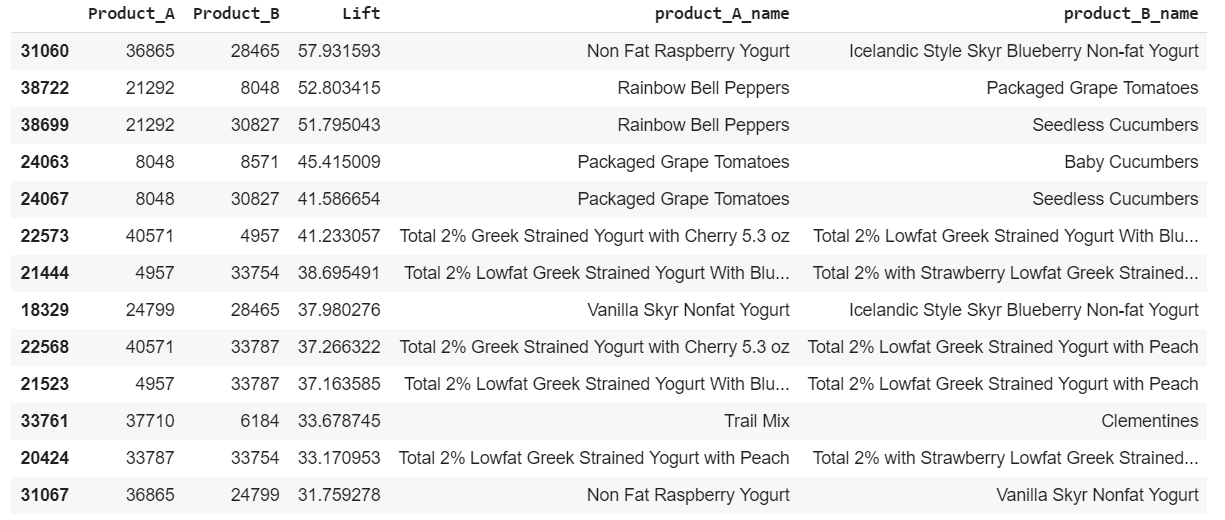 Product_A Product_B Lift product_A_name product_B_name
31060 36865 28465 57.931593 Non Fat Raspberry Yogurt Icelandic Style Skyr Blueberry Non-fat Yogurt
38722 21292 8048 52.803415 Rainbow Bell Peppers Packaged Grape Tomatoes
38699 21292 30827 51.795043 Rainbow Bell Peppers Seedless Cucumbers
24063 8048 8571 45.415009 Packaged Grape Tomatoes Baby Cucumbers
24067 8048 30827 41.586654 Packaged Grape Tomatoes Seedless Cucumbers
22573 40571 4957 41.233057 Total 2% Greek Strained Yogurt with Cherry 5.3 oz Total 2% Lowfat Greek Strained Yogurt With Blu...
21444 4957 33754 38.695491 Total 2% Lowfat Greek Strained Yogurt With Blu... Total 2% with Strawberry Lowfat Greek Strained...
18329 24799 28465 37.980276 Vanilla Skyr Nonfat Yogurt Icelandic Style Skyr Blueberry Non-fat Yogurt
22568 40571 33787 37.266322 Total 2% Greek Strained Yogurt with Cherry 5.3 oz Total 2% Lowfat Greek Strained Yogurt with Peach
21523 4957 33787 37.163585 Total 2% Lowfat Greek Strained Yogurt With Blu... Total 2% Lowfat Greek Strained Yogurt with Peach
33761 37710 6184 33.678745 Trail Mix Clementines
20424 33787 33754 33.170953 Total 2% Lowfat Greek Strained Yogurt with Peach Total 2% with Strawberry Lowfat Greek Strained...
31067 36865 24799 31.759278 Non Fat Raspberry Yogurt Vanilla Skyr Nonfat Yogurt